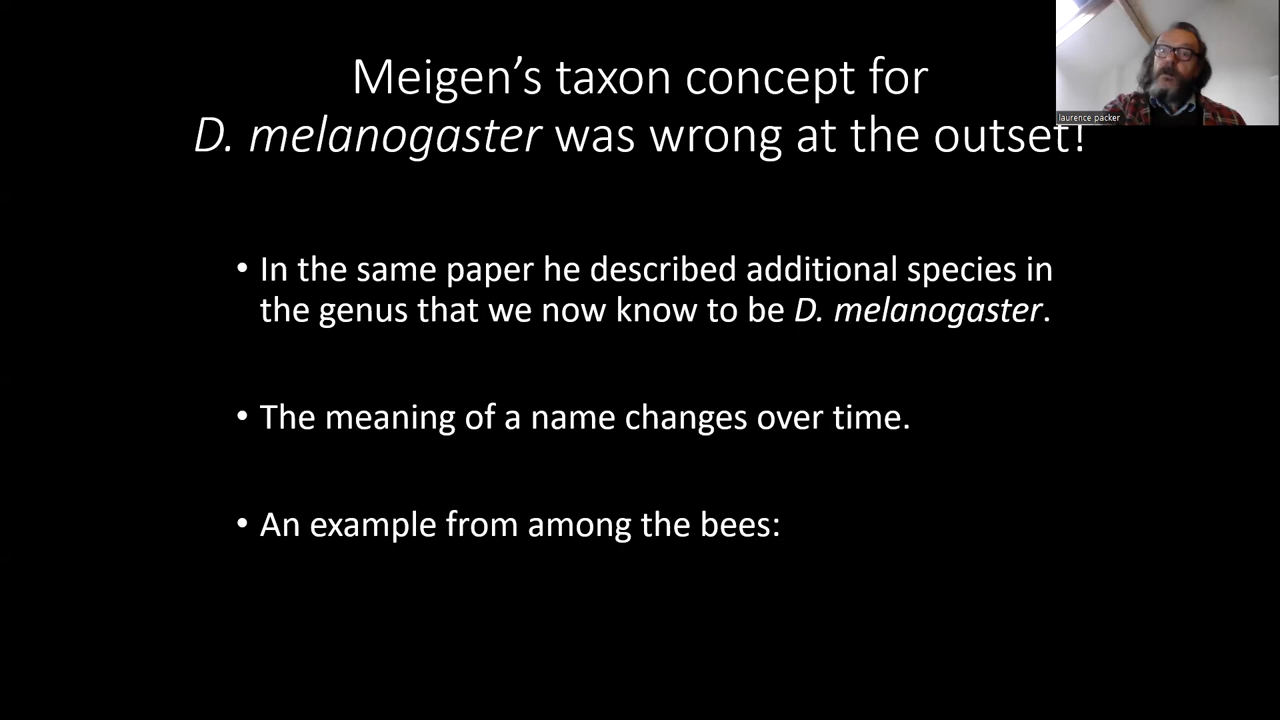 Meigen's taxon concept for
D. melanogaster was wrong at the outset!
laurence packer
• In the same paper he described additional species in
the genus that we now know to be D. melanogaster.
• The meaning of a name changes over time.
• An example from among the bees: